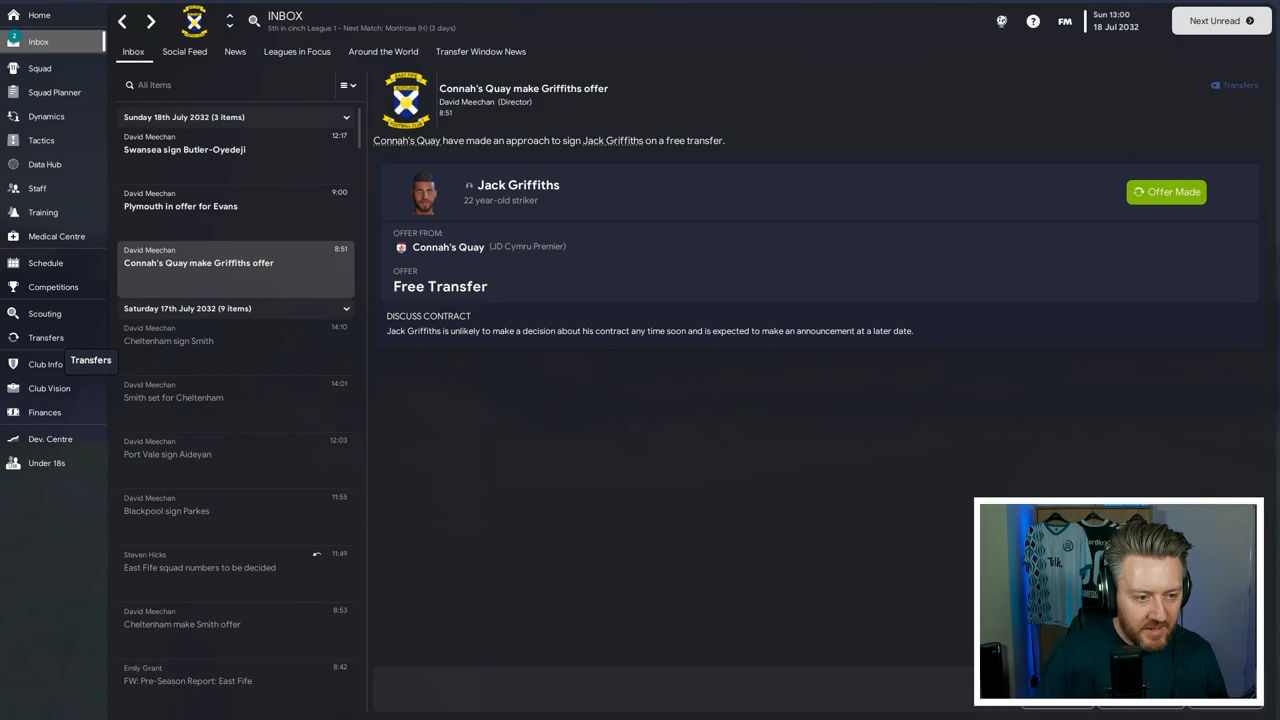 Home
2
Inbox
Squad
Squad Planner
Dynamics
Tactics
Data Hub
Staff
Training
Medical Centre
Schedule
Competitions
Scouting
Transfers
Transfers
Club Info
Club Vision
Finances
Dev. Centre
Under 18s
INBOX
5th in cinch League 1 - Next Match: Montrose (H) (3 days)
FM
Sun 13:00
18 Jul 2032
Next Unread
Inbox
Social Feed
News
Leagues in Focus
Around the World
Transfer Window News
All Items
Sunday 18th July 2032 (3 items)
David Meechan 12:17
Swansea sign Butler-Oyedeji
David Meechan 9:00
Plymouth in offer for Evans
David Meechan 8:51
Connah's Quay make Griffiths offer
Saturday 17th July 2032 (9 items)
David Meechan 14:10
Cheltenham sign Smith
David Meechan 14:01
Smith set for Cheltenham
David Meechan 12:03
Port Vale sign Aideyan
David Meechan 11:55
Blackpool sign Parkes
Steven Hicks 11:49
East Fife squad numbers to be decided
David Meechan 8:53
Cheltenham make Smith offer
Emily Grant 8:42
FW: Pre-Season Report: East Fife
EAST FIFE
FOOTBALL CLUB
Connah's Quay make Griffiths offer
David Meechan (Director)
8:51
Transfers
Connah's Quay have made an approach to sign Jack Griffiths on a free transfer.
Jack Griffiths
22 year-old striker
Offer Made
OFFER FROM:
Connah's Quay (JD Cymru Premier)
OFFER
Free Transfer
DISCUSS CONTRACT
Jack Griffiths is unlikely to make a decision about his contract any time soon and is expected to make an announcement at a later date.